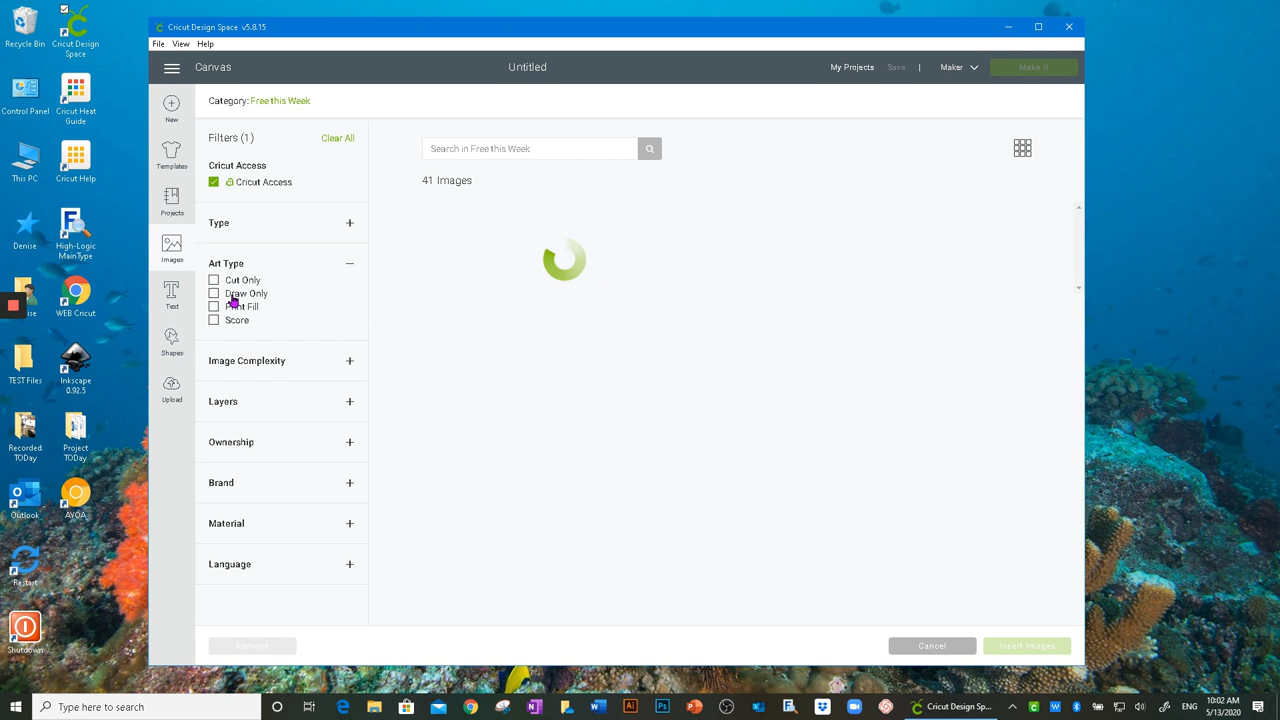 Recycle Bin
Cricut Design
Space
Control Panel
Cricut Heat
Guide
This PC
Cricut Help
Denise
High-Logic
MainType
WEB Cricut
TEST Files
Inkscape
0.92.5
Recorded
TODay
Project
TODay
Outlook
AYOA
Restart
Shutdown
Cricut Design Space v5.8.15
File View Help
Canvas
Untitled
My Projects Save | Maker Make It
New
Templates
Projects
Images
Text
Shapes
Upload
Category: Free this Week
Filters (1) Clear All
Cricut Access
Cricut Access
Type
Art Type
Cut Only
Draw Only
Print Fill
Score
Image Complexity
Layers
Ownership
Brand
Material
Language
Search in Free this Week
41 Images
Remove
Cancel
Insert Images
Type here to search
Cricut Design Spa...
ENG
10:02 AM
5/13/2020